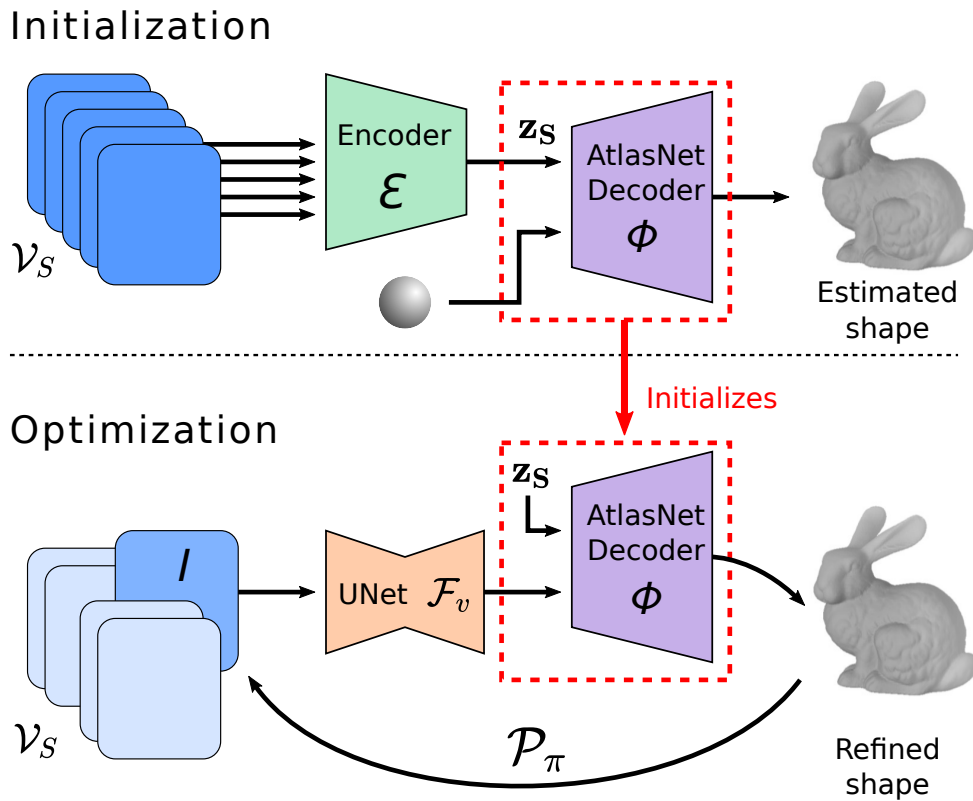 Initialization
Encoder
ℰ
z_S
AtlasNet
Decoder
Φ
𝒱_S
Estimated
shape
Initializes
Optimization
z_S
AtlasNet
Decoder
Φ
I
UNet ℱ_v
𝒱_S
𝒫_π
Refined
shape